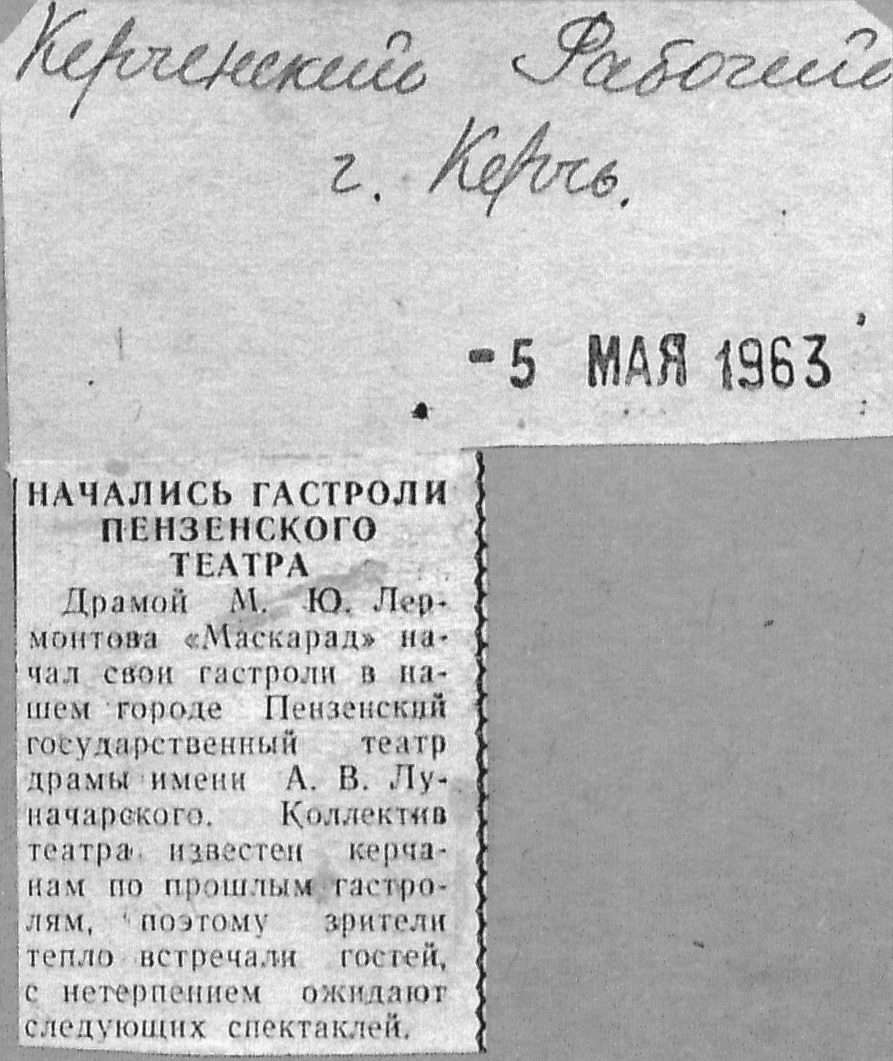 Керченский Рабочий
г. Керчь.
-5 МАЯ 1963
НАЧАЛИСЬ ГАСТРОЛИ
ПЕНЗЕНСКОГО
ТЕАТРА
Драмой М. Ю. Лер-
монтова «Маскарад» на-
чал свои гастроли в на-
шем городе Пензенский
государственный театр
драмы имени А. В. Лу-
начарского. Коллектив
театра известен керча-
нам по прошлым гастро-
лям, поэтому зрители
тепло встречали гостей,
с нетерпением ожидают
следующих спектаклей.